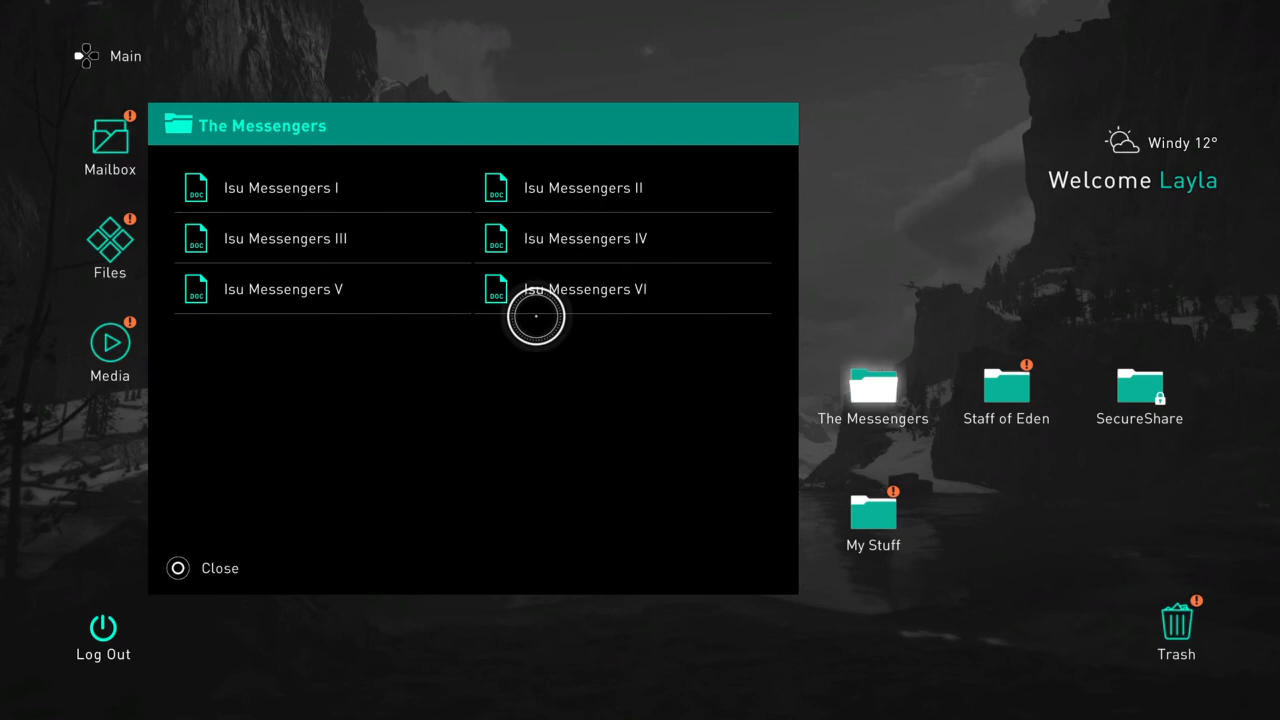 Main
Mailbox
Files
Media
Log Out
The Messengers
DOC Isu Messengers I
DOC Isu Messengers II
DOC Isu Messengers III
DOC Isu Messengers IV
DOC Isu Messengers V
DOC Isu Messengers VI
Close
Windy 12°
Welcome Layla
The Messengers
Staff of Eden
SecureShare
My Stuff
Trash